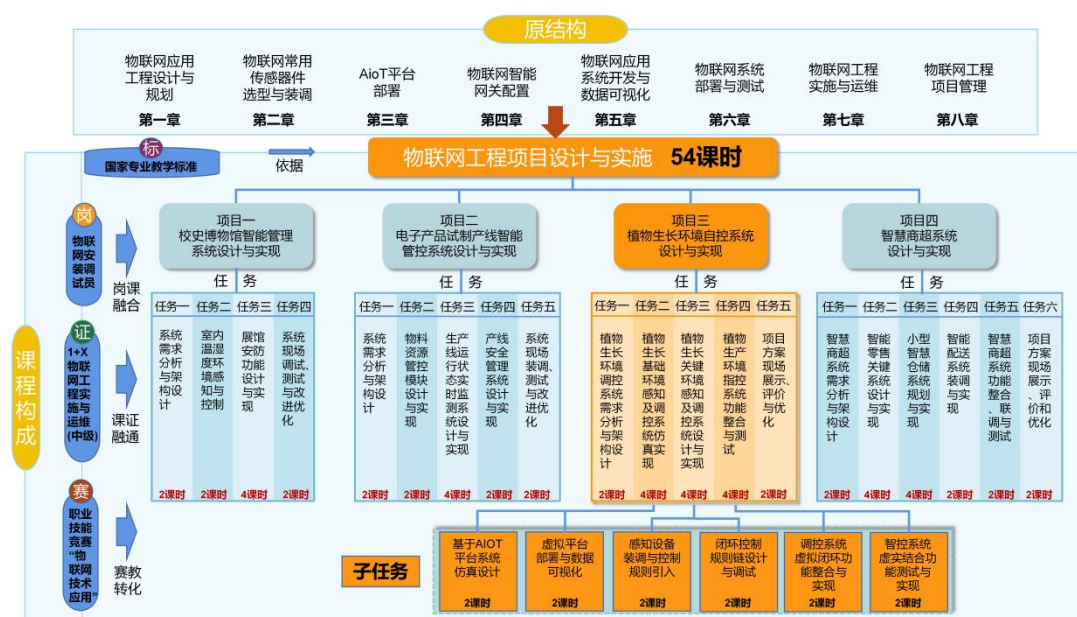 原结构
物联网应用
工程设计与
规划
第一章
物联网常用
传感器件
选型与装调
第二章
AioT平台
部署
第三章
物联网智能
网关配置
第四章
物联网应用
系统开发与
数据可视化
第五章
物联网系统
部署与测试
第六章
物联网工程
实施与运维
第七章
物联网工程
项目管理
第八章
标
国家专业教学标准
依据
物联网工程项目设计与实施 54课时
课程构成
岗
物联
网安
装调
试员
岗课
融合
证
1+X
物联
网工
程实
施与
运维
(中级)
课证
融通
赛
职业
技能
竞赛
“物
联网
技术
应用”
赛教
转化
项目一
校史博物馆智能管理
系统设计与实现
任 务
任务一
系统
需求
分析
与架
构设
计
2课时
任务二
室内
温湿
度环
境感
知与
控制
2课时
任务三
展馆
安防
功能
设计
与实
现
4课时
任务四
系统
现场
调试、
测试
与改
进优
化
2课时
项目二
电子产品试制产线智能
管控系统设计与实现
任 务
任务一
系统
需求
分析
与架
构设
计
2课时
任务二
物料
资源
管控
模块
设计
与实
现
2课时
任务三
生产
线运
行状
态实
时监
测系
统设
计与
实现
4课时
任务四
产线
安全
管理
系统
设计
与实
现
2课时
任务五
系统
现场
装调、
测试
与改
进优
化
2课时
项目三
植物生长环境自控系统
设计与实现
任 务
任务一
植物
生长
环境
调控
系统
需求
分析
与架
构设
计
2课时
任务二
植物
生长
基础
环境
感知
及调
控系
统仿
真实
现
4课时
任务三
植物
生长
关键
环境
感知
及调
控系
统设
计与
实现
4课时
任务四
植物
生产
环境
指控
系统
功能
整合
与测
试
4课时
任务五
项目
方案
现场
展示、
评价
与优
化
2课时
项目四
智慧商超系统
设计与实现
任 务
任务一
智慧
商超
系统
需求
分析
与架
构设
计
2课时
任务二
智能
零售
关键
系统
设计
与实
现
4课时
任务三
小型
智慧
仓储
系统
规划
与实
现
4课时
任务四
智能
配送
系统
装调
与实
现
4课时
任务五
智慧
商超
系统
功能
整合
、联
调与
测试
2课时
任务六
项目
方案
现场
展示
、评
价和
优化
2课时
子任务
基于AIOT
平台系统
仿真设计
2课时
虚拟平台
部署与数据
可视化
2课时
感知设备
装调与控制
规则引入
2课时
闭环控制
规则链设计
与调试
2课时
调控系统
虚拟闭环功
能整合与
实现
2课时
智控系统
虚实结合功
能测试与
实现
2课时